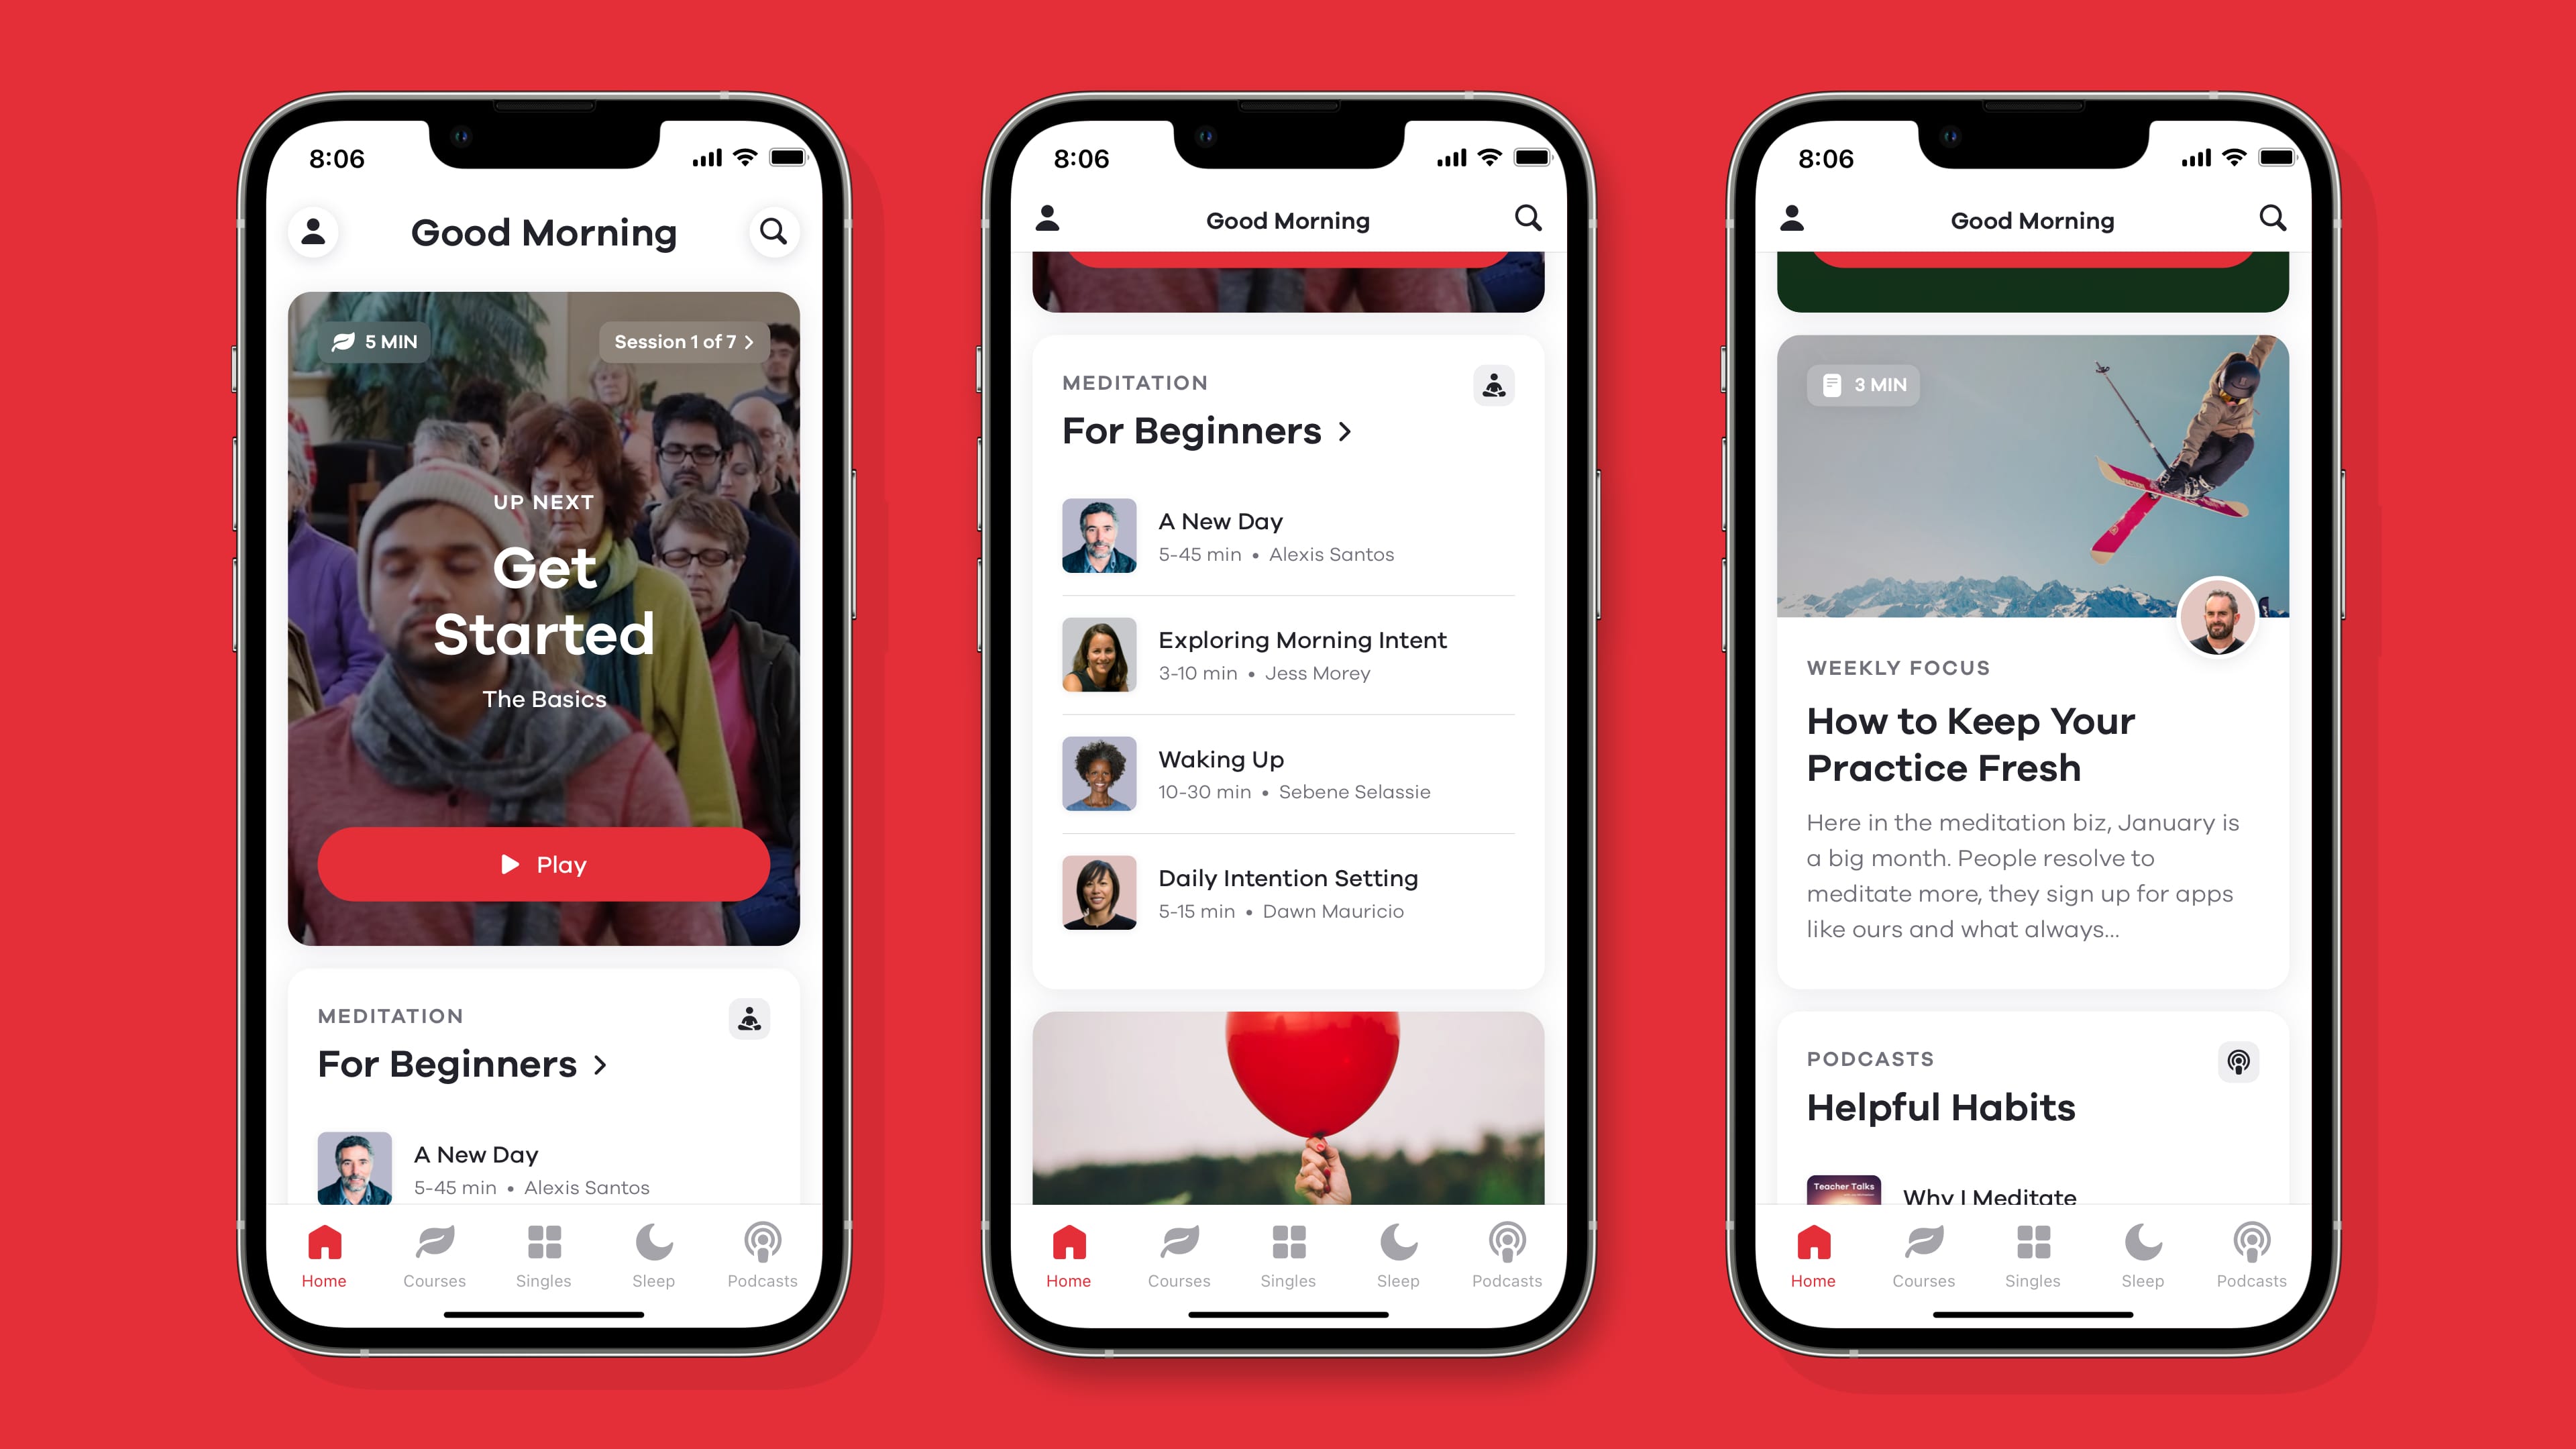 8:06
Good Morning
5 MIN
Session 1 of 7
UP NEXT
Get
Started
The Basics
Play
MEDITATION
For Beginners
A New Day
5-45 min • Alexis Santos
Home
Courses
Singles
Sleep
Podcasts
8:06
Good Morning
MEDITATION
For Beginners
A New Day
5-45 min • Alexis Santos
Exploring Morning Intent
3-10 min • Jess Morey
Waking Up
10-30 min • Sebene Selassie
Daily Intention Setting
5-15 min • Dawn Mauricio
Home
Courses
Singles
Sleep
Podcasts
8:06
Good Morning
3 MIN
WEEKLY FOCUS
How to Keep Your
Practice Fresh
Here in the meditation biz, January is
a big month. People resolve to
meditate more, they sign up for apps
like ours and what always...
PODCASTS
Helpful Habits
Teacher Talks
Why I Meditate
Home
Courses
Singles
Sleep
Podcasts